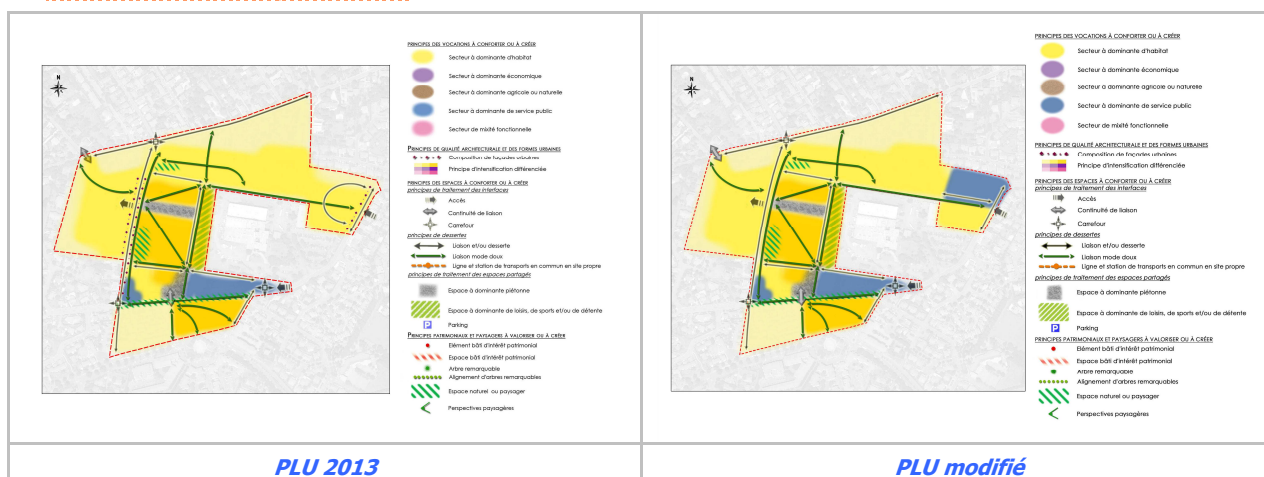 PRINCIPES DES VOCATIONS À CONFORTER OU À CRÉER
Secteur à dominante d'habitat
Secteur à dominante économique
Secteur à dominante agricole ou naturelle
Secteur à dominante de service public
Secteur de mixité fonctionnelle
PRINCIPES DE QUALITÉ ARCHITECTURALE ET DES FORMES URBAINES
Composition de façades urbaines
Principe d'intensification différenciée
PRINCIPES DES ESPACES À CONFORTER OU À CRÉER
principes de traitement des interfaces
Accès
Continuité de liaison
Carrefour
principes de dessertes
Liaison et/ou desserte
Liaison mode doux
Ligne et station de transports en commun en site propre
principes de traitement des espaces partagés
Espace à dominante piétonne
Espace à dominante de loisis, de sports et/ou de détente
P Parking
PRINCIPES PATRIMONIAUX ET PAYSAGERS À VALORISER OU À CRÉER
Elément bâti d'intérêt patrimonial
Espace bâti d'intérêt patrimonial
Arbre remarquable
Alignement d'arbres remarquables
Espace naturel ou paysager
Perspectives paysagères
N
PLU 2013
PRINCIPES DES VOCATIONS À CONFORTER OU À CRÉER
Secteur à dominante d'habitat
Secteur à dominante économique
Secteur à dominante agricole ou naturelle
Secteur à dominante de service public
Secteur de mixité fonctionnelle
PRINCIPES DE QUALITÉ ARCHITECTURALE ET DES FORMES URBAINES
Composition de façades urbaines
Principe d'intensification différenciée
PRINCIPES DES ESPACES À CONFORTER OU À CRÉER
principes de traitement des interfaces
Accès
Continuité de liaison
Carrefour
principes de dessertes
Liaison et/ou desserte
Liaison mode doux
Ligne et station de transports en commun en site propre
principes de traitement des espaces partagés
Espace à dominante piétonne
Espace à dominante de loisis, de sports et/ou de détente
P Parking
PRINCIPES PATRIMONIAUX ET PAYSAGERS À VALORISER OU À CRÉER
Elément bâti d'intérêt patrimonial
Espace bâti d'intérêt patrimonial
Arbre remarquable
Alignement d'arbres remarquables
Espace naturel ou paysager
Perspectives paysagères
N
PLU modifié